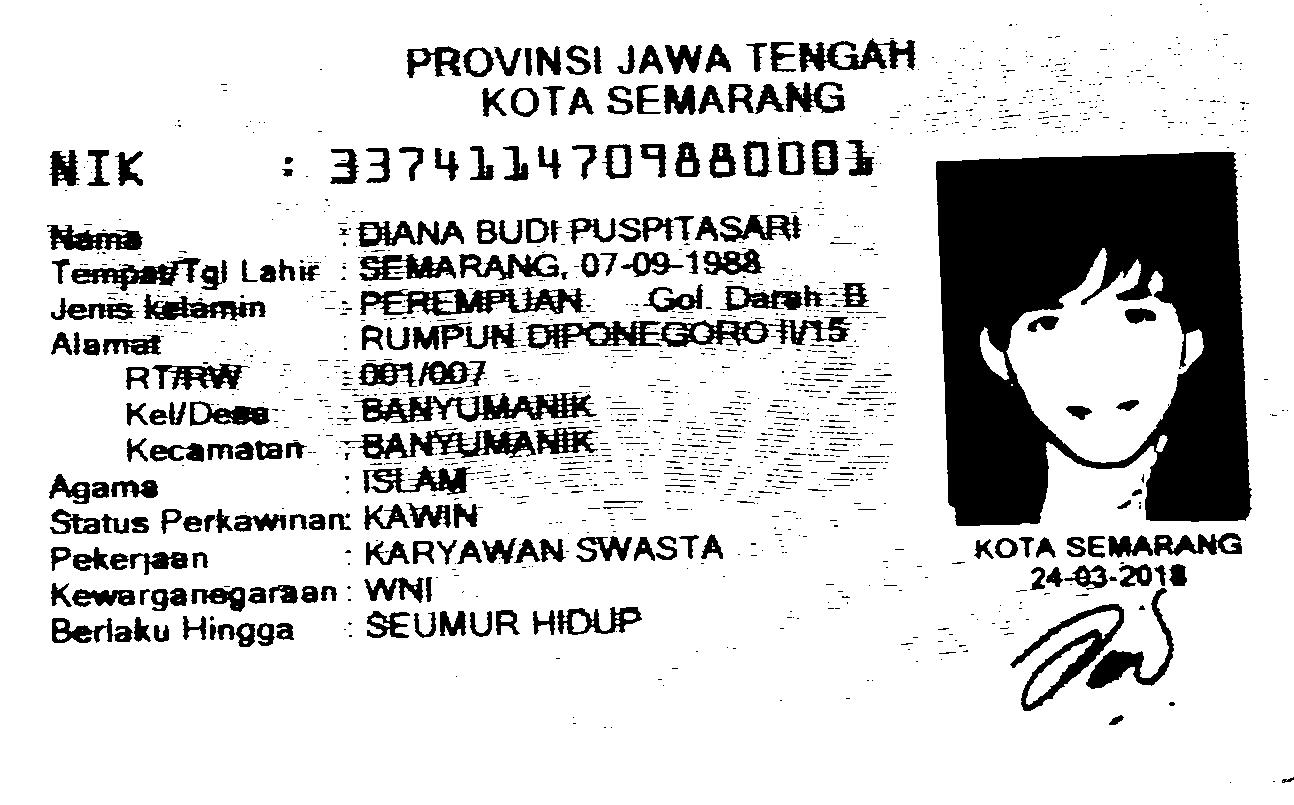 PROVINSI JAWA TENGAH
KOTA SEMARANG
NIK : 3374114709880001
Nama : DIANA BUDI PUSPITASARI
Tempat/Tgl Lahir : SEMARANG, 07-09-1988
Jenis kelamin : PEREMPUAN Gol. Darah B
Alamat : RUMPUN DIPONEGORO II/15
RT/RW : 001/007
Kel/Desa : BANYUMANIK
Kecamatan : BANYUMANIK
Agama : ISLAM
Status Perkawinan: KAWIN
Pekerjaan : KARYAWAN SWASTA
Kewarganegaraan: WNI
Berlaku Hingga : SEUMUR HIDUP
KOTA SEMARANG
24-03-2018